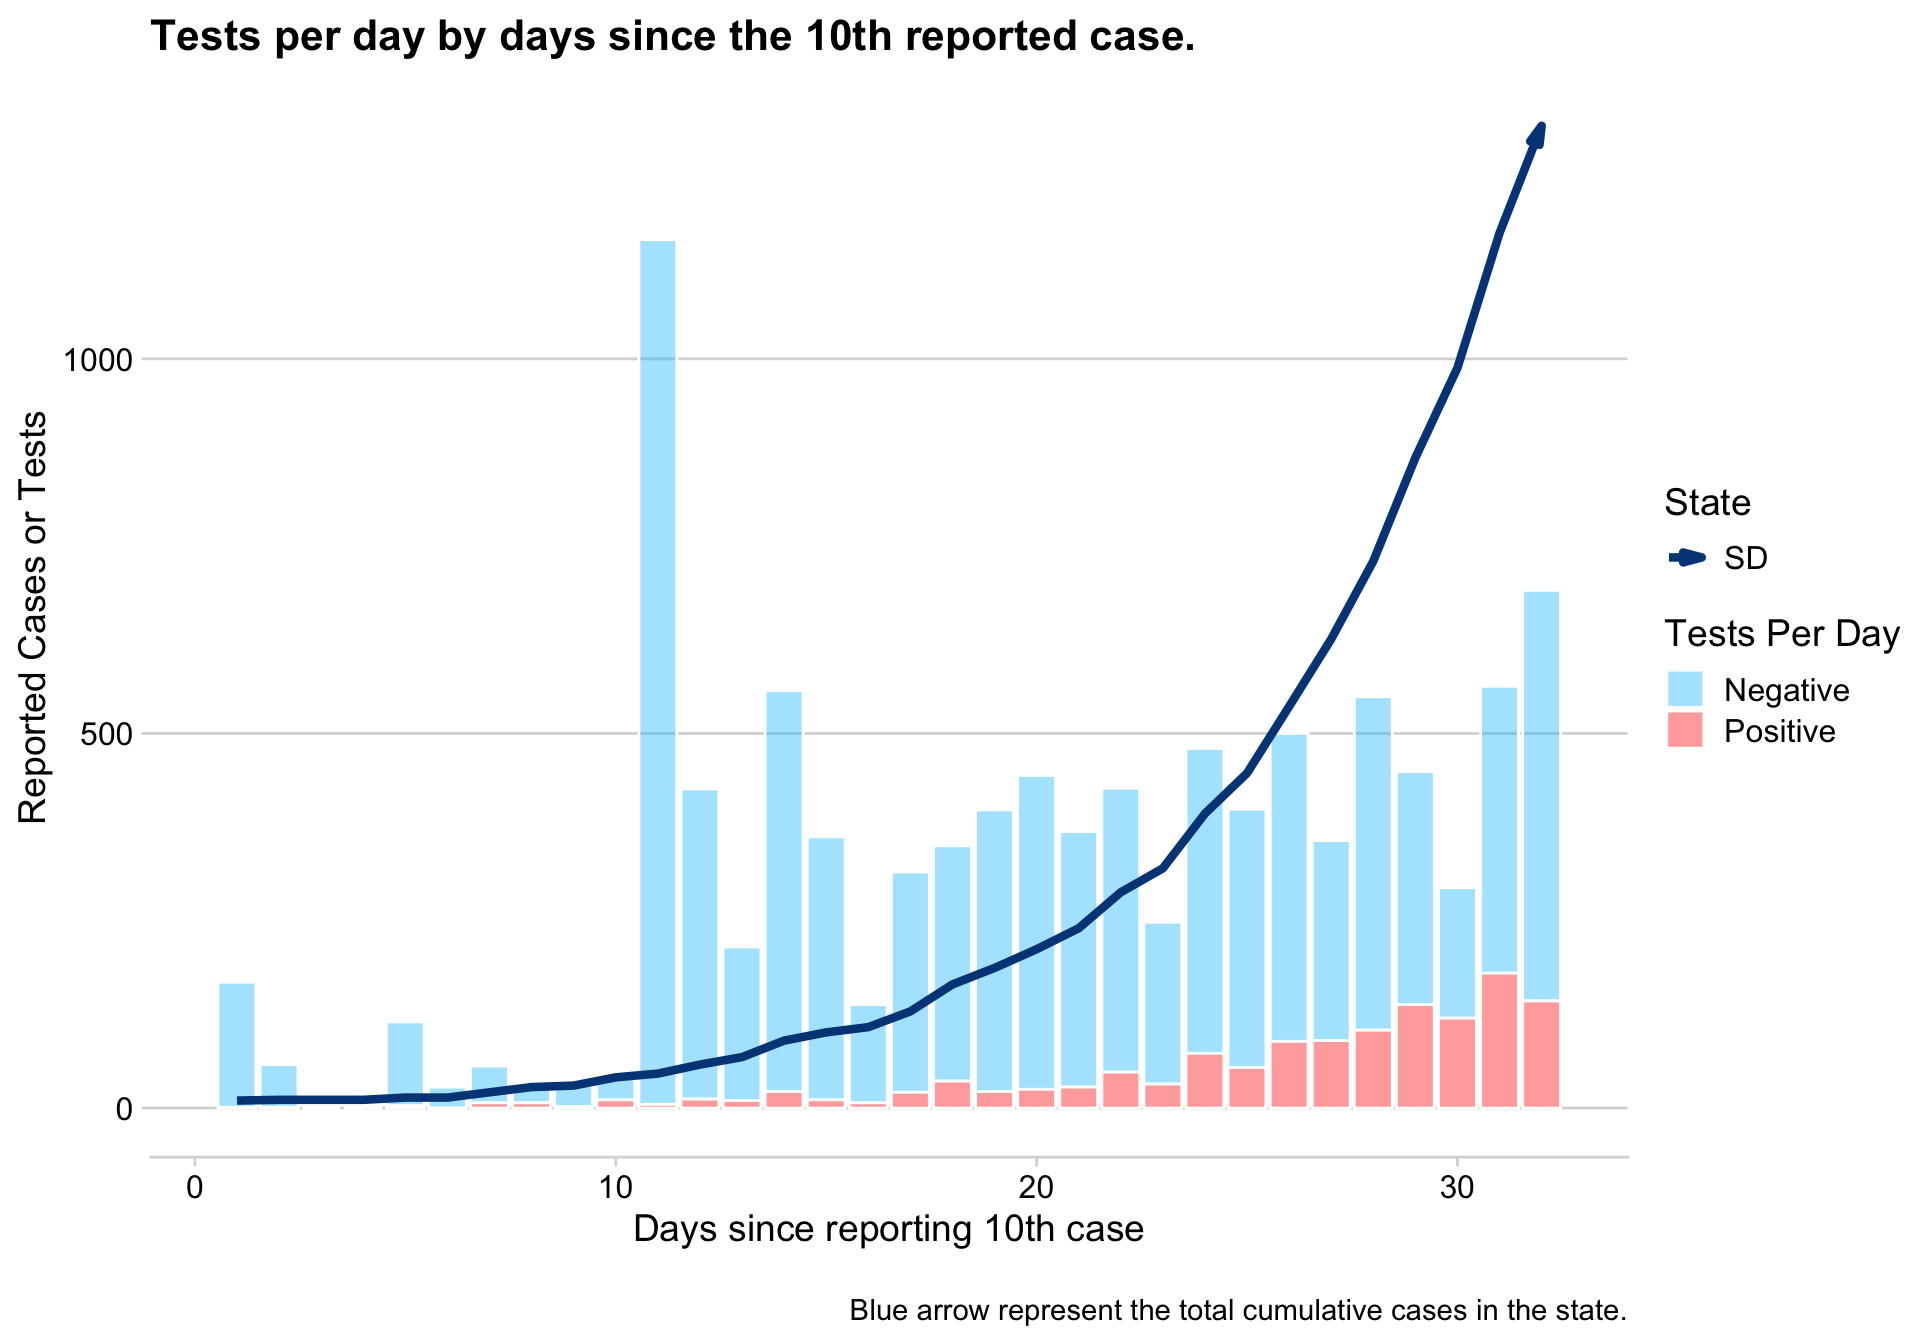 Tests per day by days since the 10th reported case.
Reported Cases or Tests
1000
500
0
0 10 20 30
Days since reporting 10th case
State
SD
Tests Per Day
Negative
Positive
Blue arrow represent the total cumulative cases in the state.